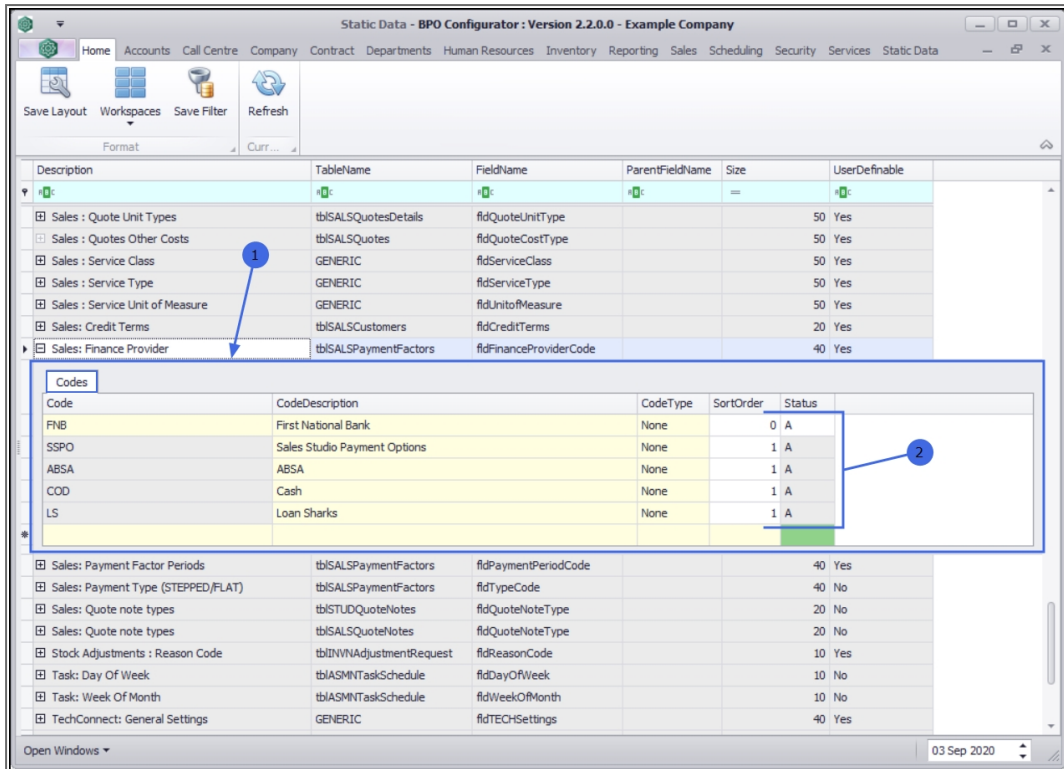 Static Data - BPO Configurator : Version 2.2.0.0 - Example Company
Home Accounts Call Centre Company Contract Departments Human Resources Inventory Reporting Sales Scheduling Security Services Static Data
Save Layout Workspaces Save Filter Refresh
Format Curr...
Description TableName FieldName ParentFieldName Size UserDefinable
=
Sales : Quote Unit Types tblSALSQuotesDetails fldQuoteUnitType 50 Yes
Sales : Quotes Other Costs tblSALSQuotes fldQuoteCostType 50 Yes
1
Sales : Service Class GENERIC fldServiceClass 50 Yes
Sales : Service Type GENERIC fldServiceType 50 Yes
Sales : Service Unit of Measure GENERIC fldUnitofMeasure 50 Yes
Sales: Credit Terms tblSALSCustomers fldCreditTerms 20 Yes
Sales: Finance Provider tblSALSPaymentFactors fldFinanceProviderCode 40 Yes
Codes
Code CodeDescription CodeType SortOrder Status
FNB First National Bank None 0 A
SSPO Sales Studio Payment Options None 1 A
2
ABSA ABSA None 1 A
COD Cash None 1 A
LS Loan Sharks None 1 A
Sales: Payment Factor Periods tblSALSPaymentFactors fldPaymentPeriodCode 40 Yes
Sales: Payment Type (STEPPED/FLAT) tblSALSPaymentFactors fldTypeCode 40 No
Sales: Quote note types tblSTUDQuoteNotes fldQuoteNoteType 20 No
Sales: Quote note types tblSALSQuoteNotes fldQuoteNoteType 20 No
Stock Adjustments : Reason Code tblINVNAdjustmentRequest fldReasonCode 10 Yes
Task: Day Of Week tblASMNTaskSchedule fldDayOfWeek 10 No
Task: Week Of Month tblASMNTaskSchedule fldWeekOfMonth 10 No
TechConnect: General Settings GENERIC fldTECHSettings 40 Yes
Open Windows 03 Sep 2020